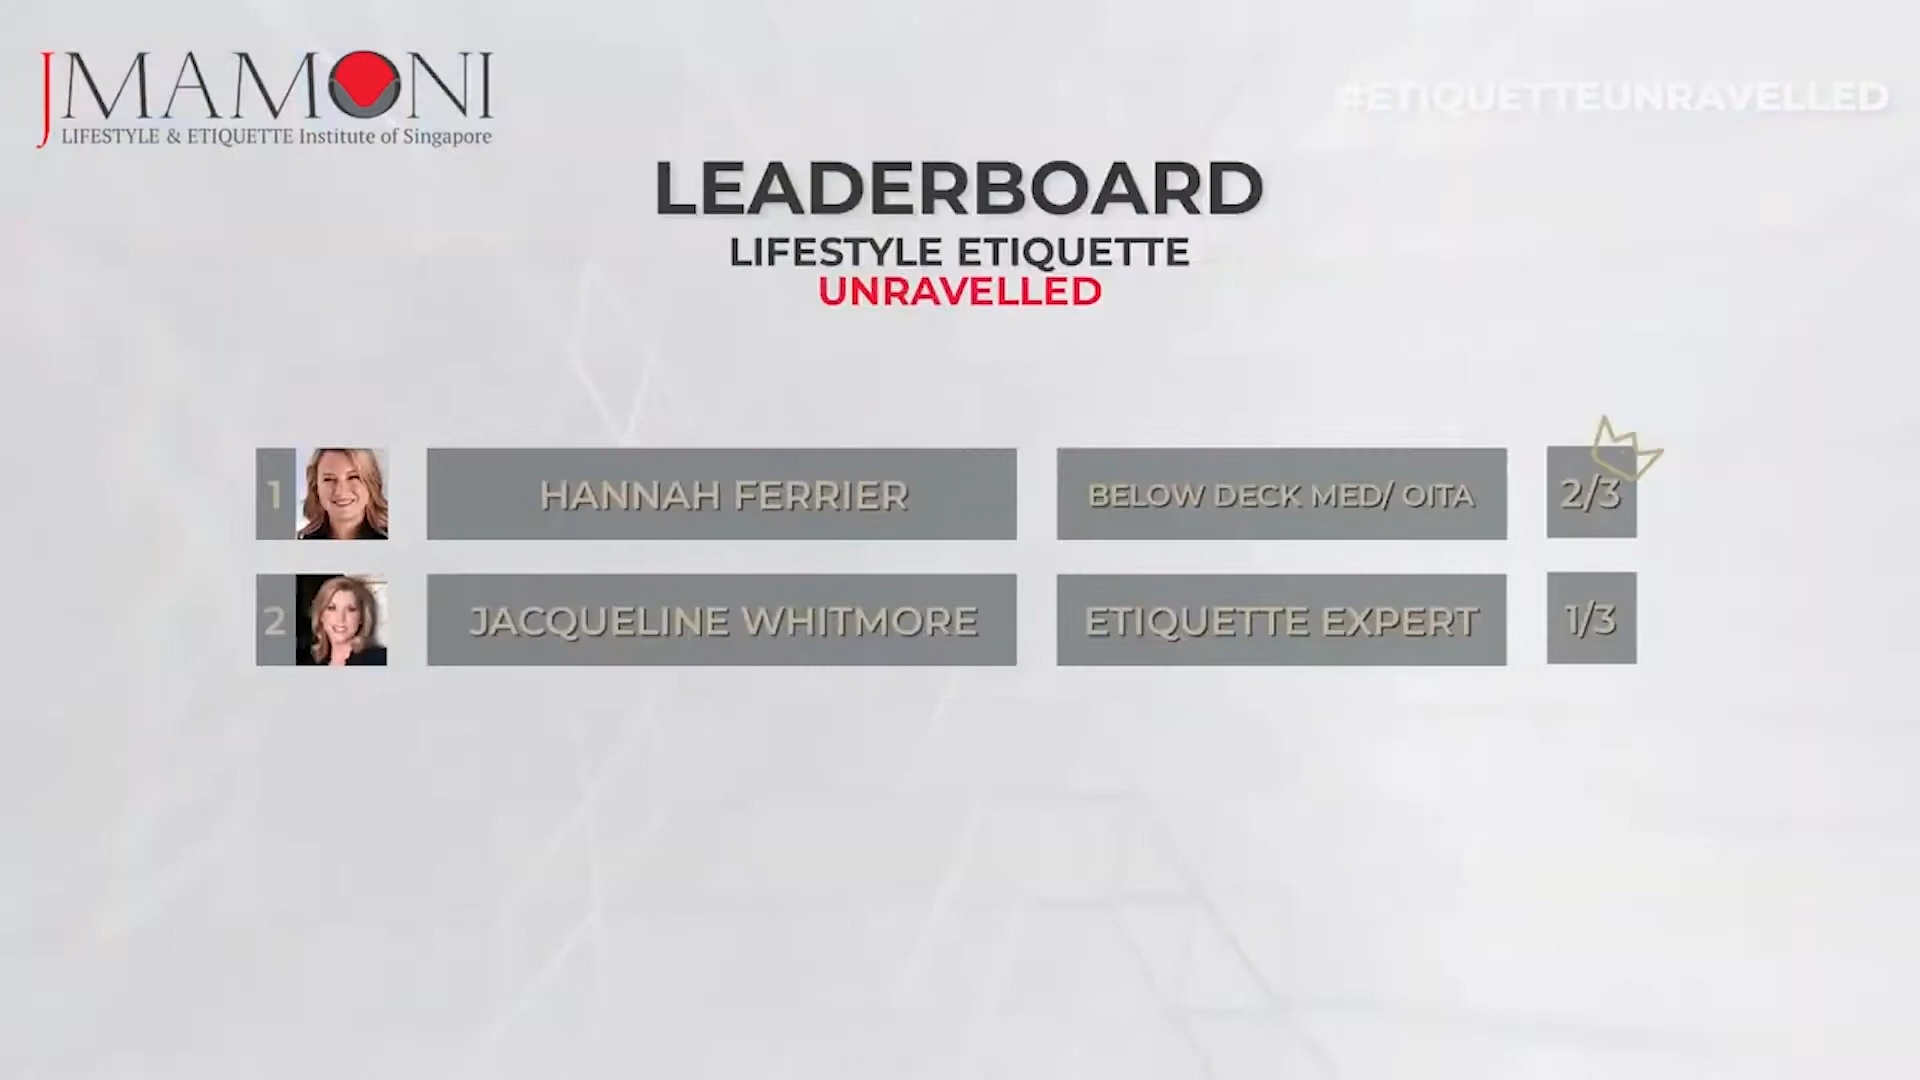 JMAMONI
LIFESTYLE & ETIQUETTE Institute of Singapore
#ETIQUETTEUNRAVELLED
LEADERBOARD
LIFESTYLE ETIQUETTE
UNRAVELLED
1 HANNAH FERRIER BELOW DECK MED/ OITA 2/3
2 JACQUELINE WHITMORE ETIQUETTE EXPERT 1/3